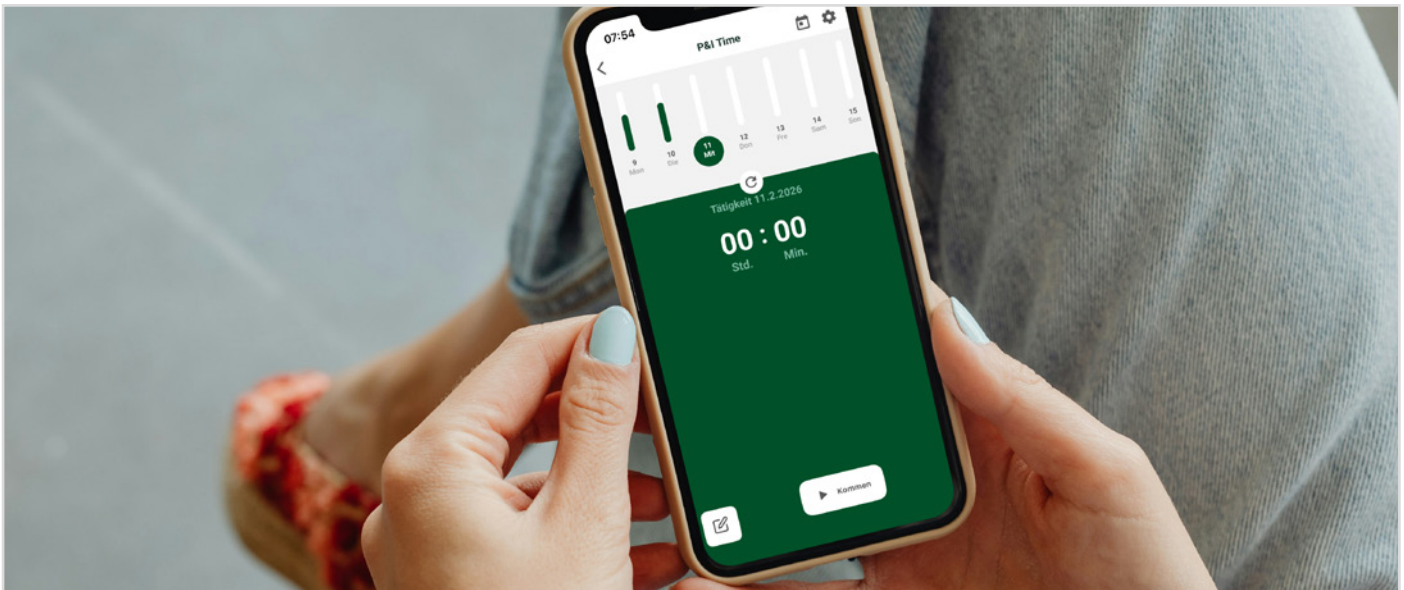 07:54
P&I Time
9 10 11 12 13 14 15
Mon Die Mit Don Fre Sam Son
Tätigkeit 11.2.2026
00 : 00
Std. Min.
Kommen